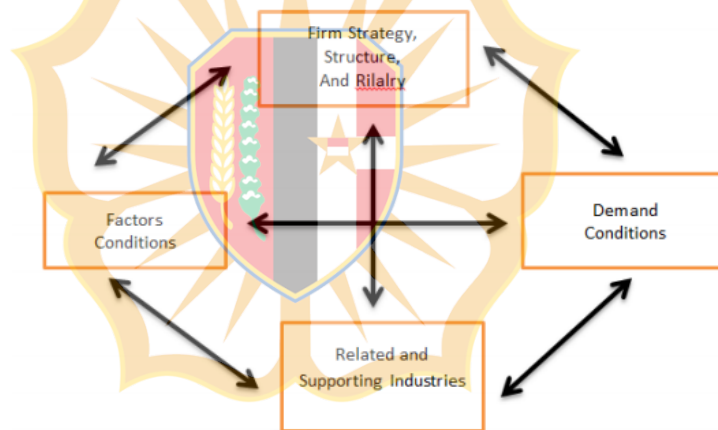 Firm Strategy,
Structure,
And Rilalry
Factors
Conditions
Demand
Conditions
Related and
Supporting Industries